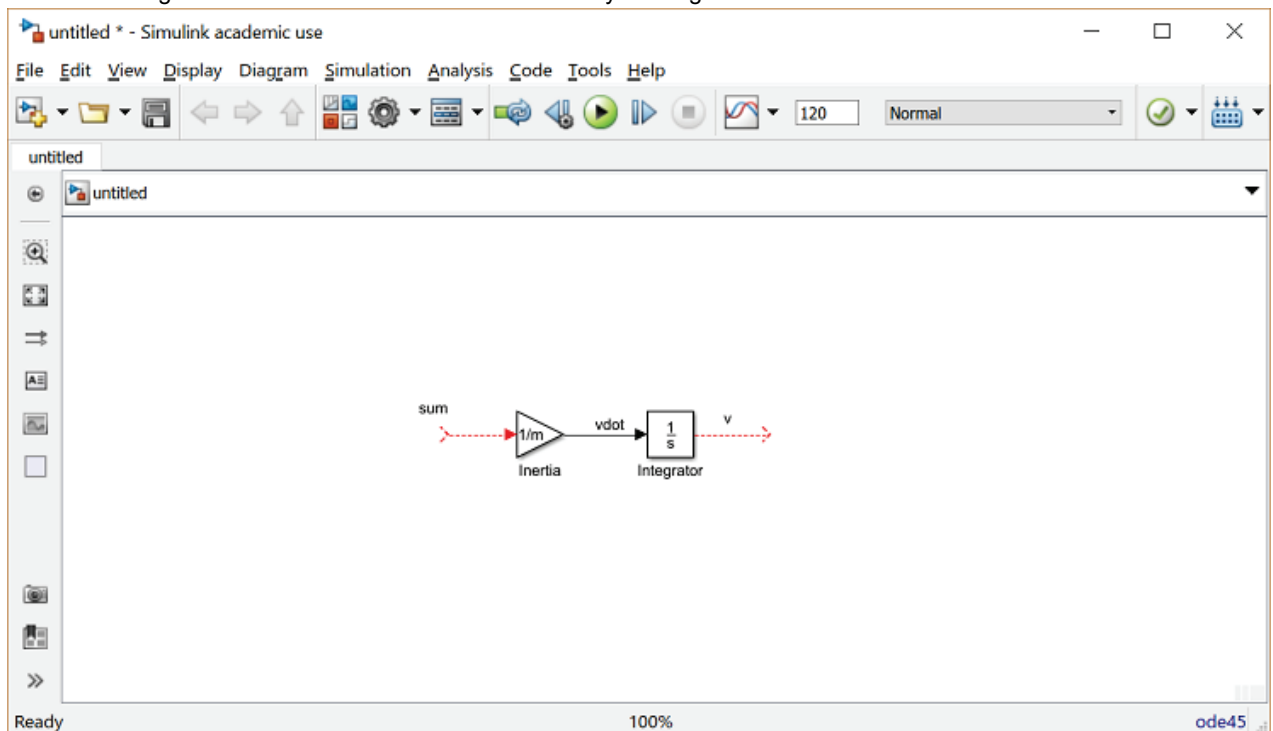 untitled * - Simulink academic use
File Edit View Display Diagram Simulation Analysis Code Tools Help
120 Normal
untitled
untitled
sum
1/m vdot 1/s v
Inertia Integrator
Ready 100% ode45